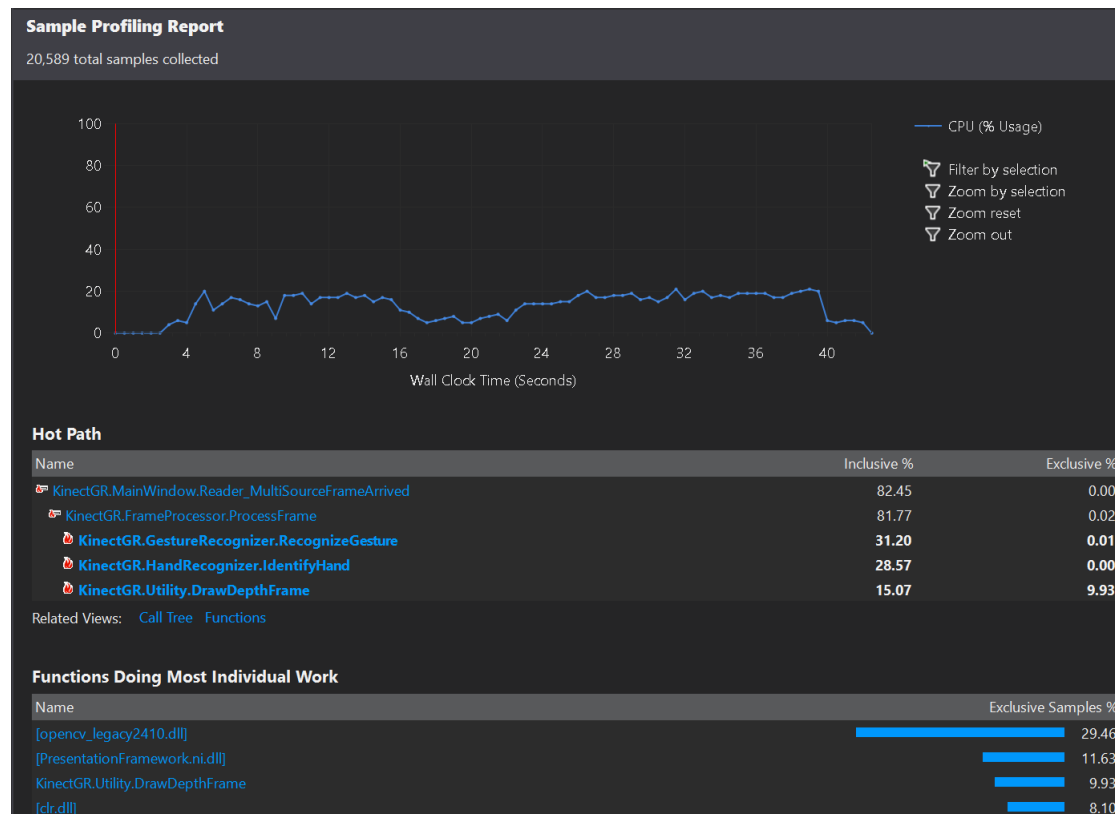 Sample Profiling Report
20,589 total samples collected
100
80
60
40
20
0
0 4 8 12 16 20 24 28 32 36 40
Wall Clock Time (Seconds)
CPU (% Usage)
Filter by selection
Zoom by selection
Zoom reset
Zoom out
Hot Path
Name Inclusive % Exclusive %
KinectGR.MainWindow.Reader_MultiSourceFrameArrived 82.45 0.00
KinectGR.FrameProcessor.ProcessFrame 81.77 0.02
KinectGR.GestureRecognizer.RecognizeGesture 31.20 0.01
KinectGR.HandRecognizer.IdentifyHand 28.57 0.00
KinectGR.Utility.DrawDepthFrame 15.07 9.93
Related Views: Call Tree Functions
Functions Doing Most Individual Work
Name Exclusive Samples %
[opencv_legacy2410.dll] 29.46
[PresentationFramework.ni.dll] 11.63
KinectGR.Utility.DrawDepthFrame 9.93
[clr.dll] 8.10